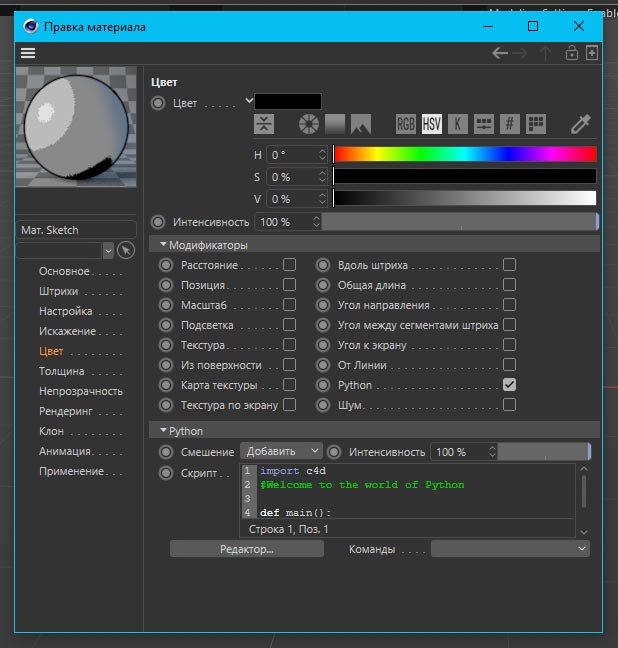 Правка материала
Цвет
Цвет
RGB HSV K #
H 0 °
S 0 %
V 0 %
Интенсивность 100 %
Мат. Sketch
Основное
Штрихи
Настройка
Искажение
Цвет
Толщина
Непрозрачность
Рендеринг
Клон
Анимация
Применение
Модификаторы
Расстояние Вдоль штриха
Позиция Общая длина
Масштаб Угол направления
Подсветка Угол между сегментами штриха
Текстура Угол к экрану
Из поверхности От Линии
Карта текстуры Python
Текстура по экрану Шум
Python
Смешение Добавить Интенсивность 100 %
Скрипт
1 import c4d
2 #Welcome to the world of Python
3
4 def main():
Строка 1, Поз. 1
Редактор... Команды